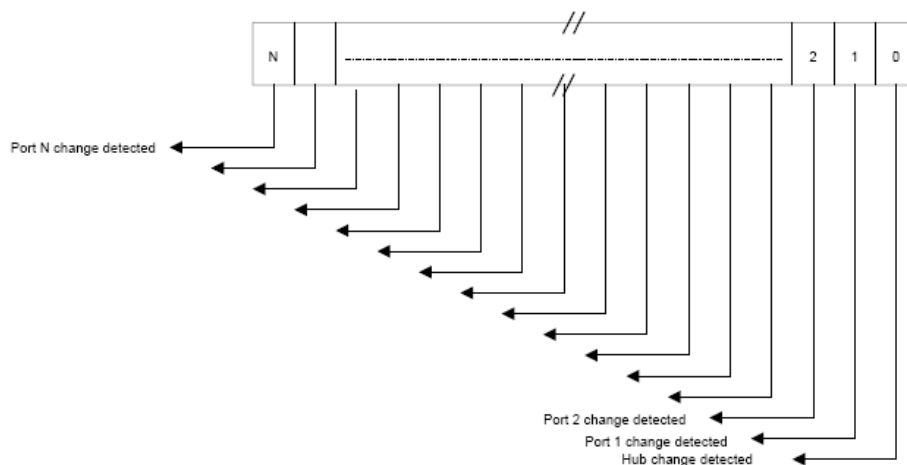 N
2
1
0
Port N change detected
Port 2 change detected
Port 1 change detected
Hub change detected